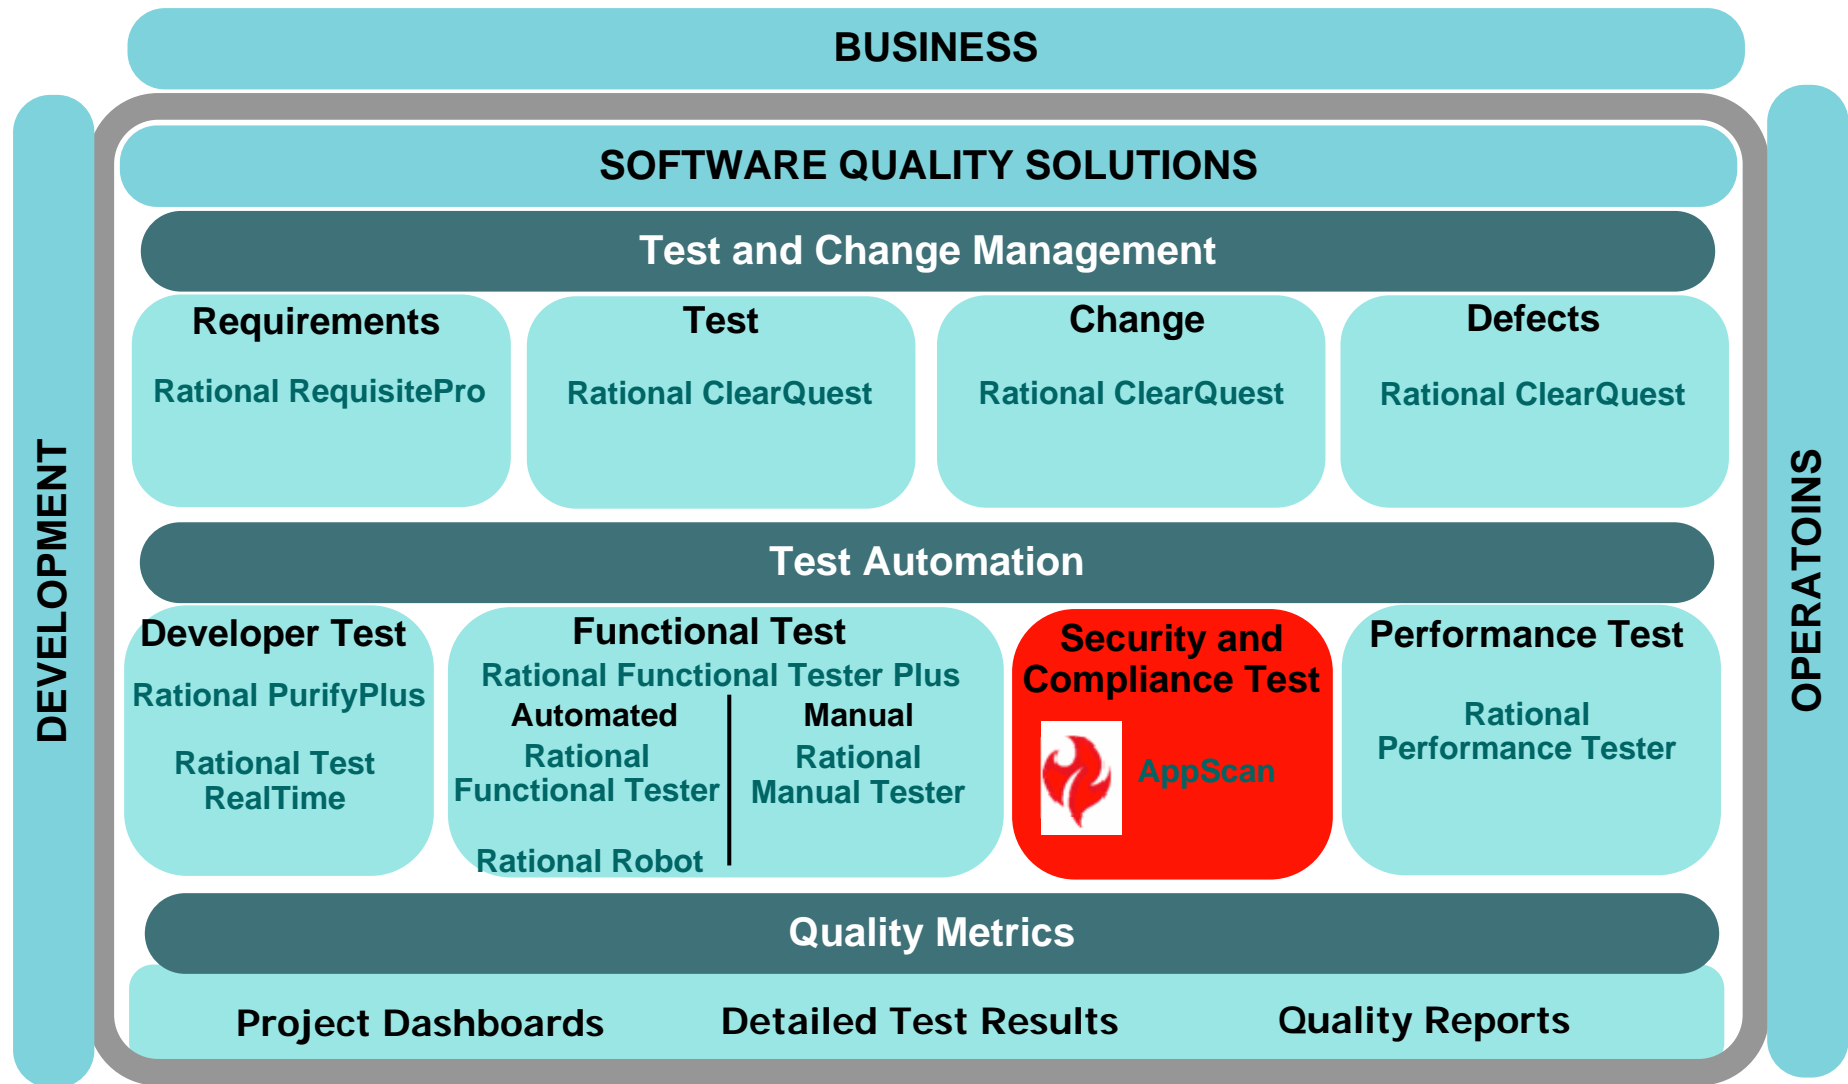 BUSINESS
DEVELOPMENT
SOFTWARE QUALITY SOLUTIONS
Test and Change Management
Requirements
Rational RequisitePro
Test
Rational ClearQuest
Change
Rational ClearQuest
Defects
Rational ClearQuest
Test Automation
Developer Test
Rational PurifyPlus
Rational Test
RealTime
Functional Test
Rational Functional Tester Plus
Automated
Rational
Functional Tester
Rational Robot
Manual
Rational
Manual Tester
Security and
Compliance Test
AppScan
Performance Test
Rational
Performance Tester
Quality Metrics
Project Dashboards
Detailed Test Results
Quality Reports
OPERATOINS